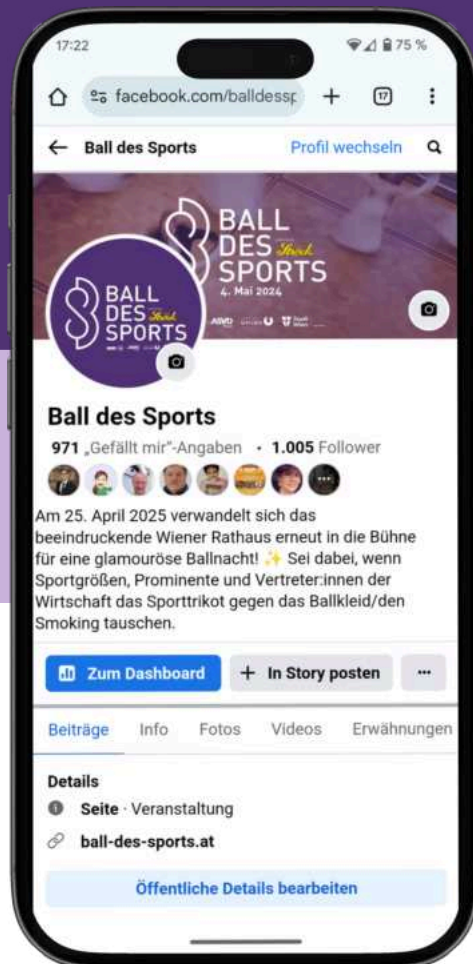 17:22
75 %
facebook.com/balldessp
17
Ball des Sports
Profil wechseln
BALL
DES Ströck
SPORTS
4. Mai 2024
ASVÖ
BALL
DES Ströck
SPORTS
Ball des Sports
971 „Gefällt mir“-Angaben • 1.005 Follower
Am 25. April 2025 verwandelt sich das
beeindruckende Wiener Rathaus erneut in die Bühne
für eine glamouröse Ballnacht! ✨ Sei dabei, wenn
Sportgrößen, Prominente und Vertreter:innen der
Wirtschaft das Sporttrikot gegen das Ballkleid/den
Smoking tauschen.
Zum Dashboard
+ In Story posten
Beiträge Info Fotos Videos Erwähnungen
Details
Seite · Veranstaltung
ball-des-sports.at
Öffentliche Details bearbeiten